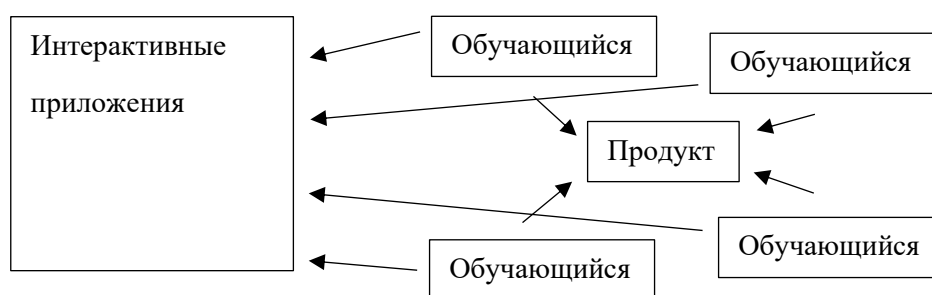 Интерактивные
приложения
Обучающийся
Обучающийся
Продукт
Обучающийся
Обучающийся